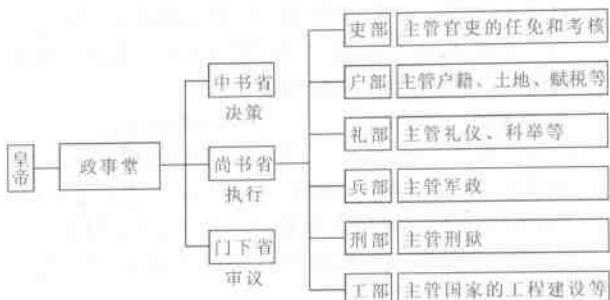 皇帝
政事堂
中书省
决策
尚书省
执行
门下省
审议
吏部 主管官吏的任免和考核
户部 主管户籍、土地、赋税等
礼部 主管礼仪、科举等
兵部 主管军政
刑部 主管刑狱
工部 主管国家的工程建设等